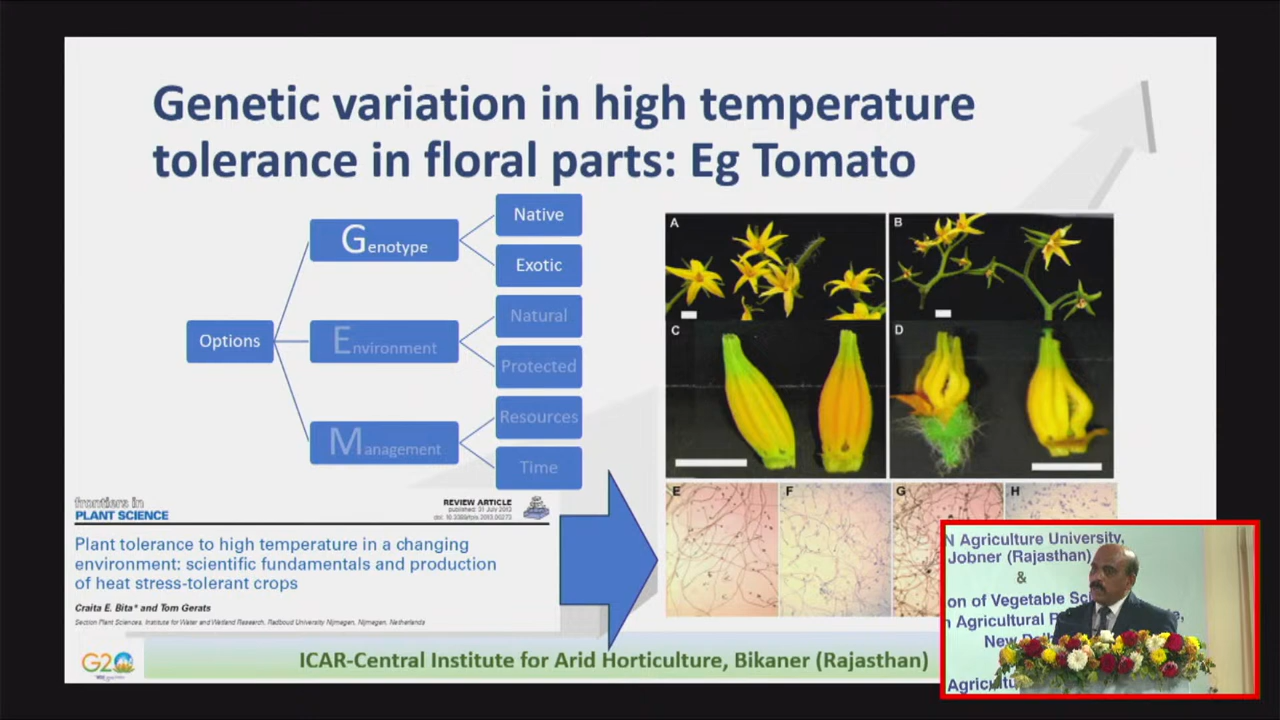 Genetic variation in high temperature
tolerance in floral parts: Eg Tomato
Options
Genotype
Native
Exotic
Environment
Natural
Protected
Management
Resources
Time
A
B
C
D
E
F
G
H
frontiers in
PLANT SCIENCE
REVIEW ARTICLE
published: 31 July 2013
doi: 10.3389/fpls.2013.00273
Plant tolerance to high temperature in a changing
environment: scientific fundamentals and production
of heat stress-tolerant crops
Craita E. Bita* and Tom Gerats
Section Plant Sciences, Institute for Water and Wetland Research, Radboud University Nijmegen, Nijmegen, Netherlands
G20
ICAR-Central Institute for Arid Horticulture, Bikaner (Rajasthan)
N Agriculture University,
Jobner (Rajasthan)
&
on of Vegetable Sc
n Agricultural R
New Del
Agricultu